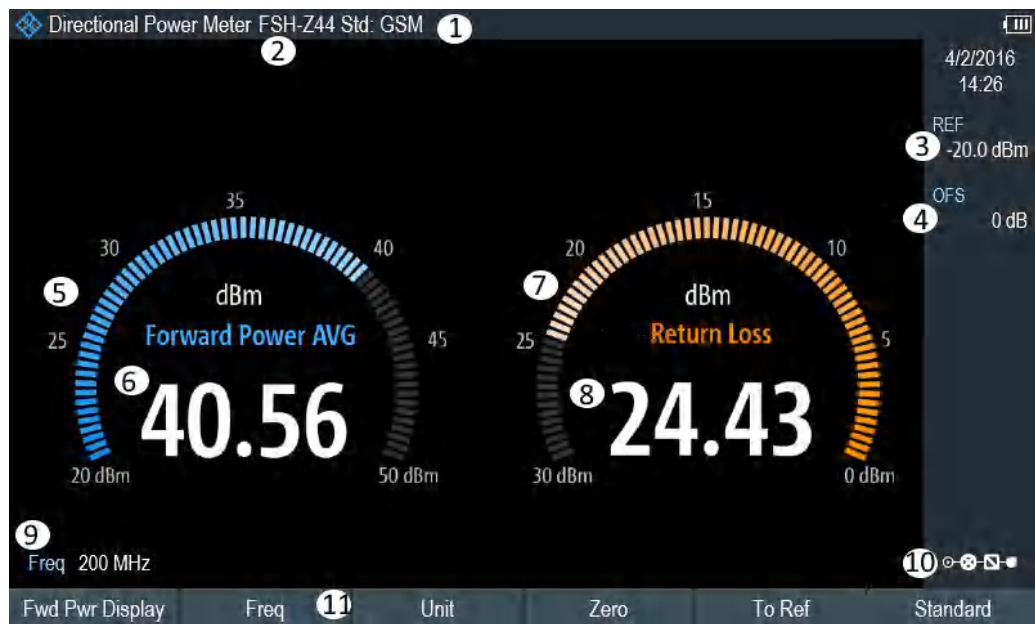 Directional Power Meter FSH-Z44 Std: GSM 1
2
4/2/2016
14:26
REF
3 -20.0 dBm
OFS
4 0 dB
35
30
40
5
25
45
dBm
Forward Power AVG
6 40.56
20 dBm
50 dBm
15
20
10
7
25
5
dBm
Return Loss
8 24.43
30 dBm
0 dBm
9
Freq 200 MHz
10
Fwd Pwr Display Freq 11 Unit Zero To Ref Standard